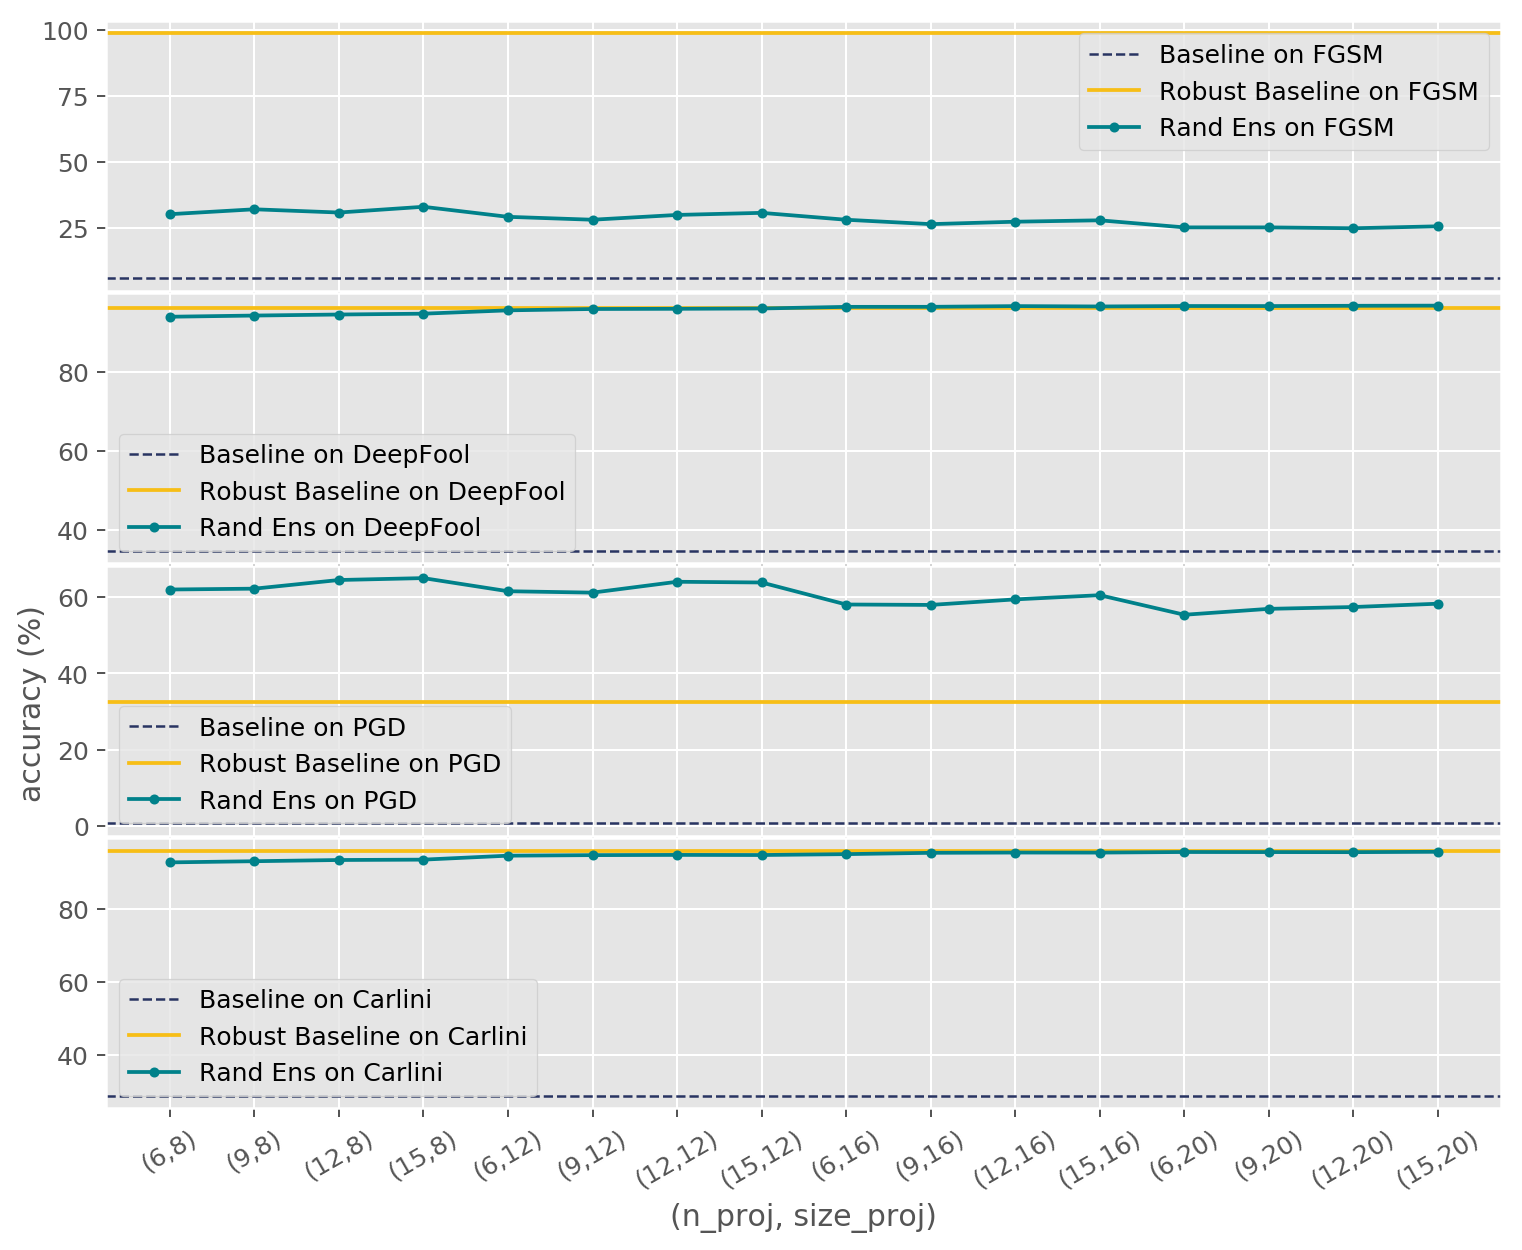 100
75
50
25
Baseline on FGSM
Robust Baseline on FGSM
Rand Ens on FGSM
80
60
40
Baseline on DeepFool
Robust Baseline on DeepFool
Rand Ens on DeepFool
60
40
20
0
Baseline on PGD
Robust Baseline on PGD
Rand Ens on PGD
80
60
40
Baseline on Carlini
Robust Baseline on Carlini
Rand Ens on Carlini
accuracy (%)
(6,8) (9,8) (12,8) (15,8) (6,12) (9,12) (12,12) (15,12) (6,16) (9,16) (12,16) (15,16) (6,20) (9,20) (12,20) (15,20)
(n_proj, size_proj)